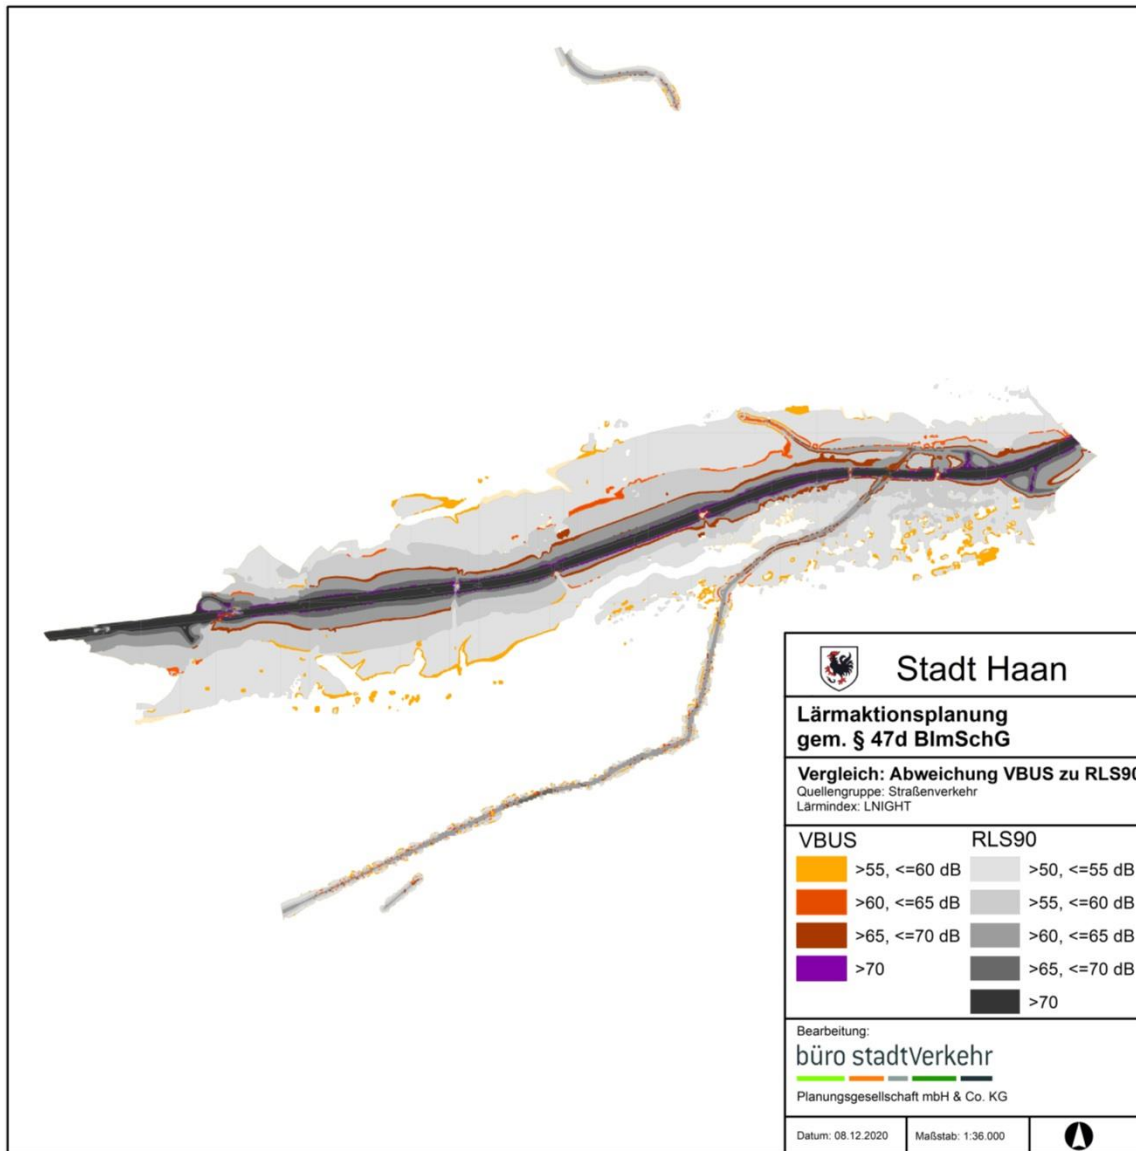 Stadt Haan
Lärmaktionsplanung
gem. § 47d BImSchG
Vergleich: Abweichung VBUS zu RLS90
Quellengruppe: Straßenverkehr
Lärmindex: LNIGHT
VBUS RLS90
>55, <=60 dB >50, <=55 dB
>60, <=65 dB >55, <=60 dB
>65, <=70 dB >60, <=65 dB
>70 >65, <=70 dB
>70
Bearbeitung:
büro stadtVerkehr
Planungsgesellschaft mbH & Co. KG
Datum: 08.12.2020 Maßstab: 1:36.000